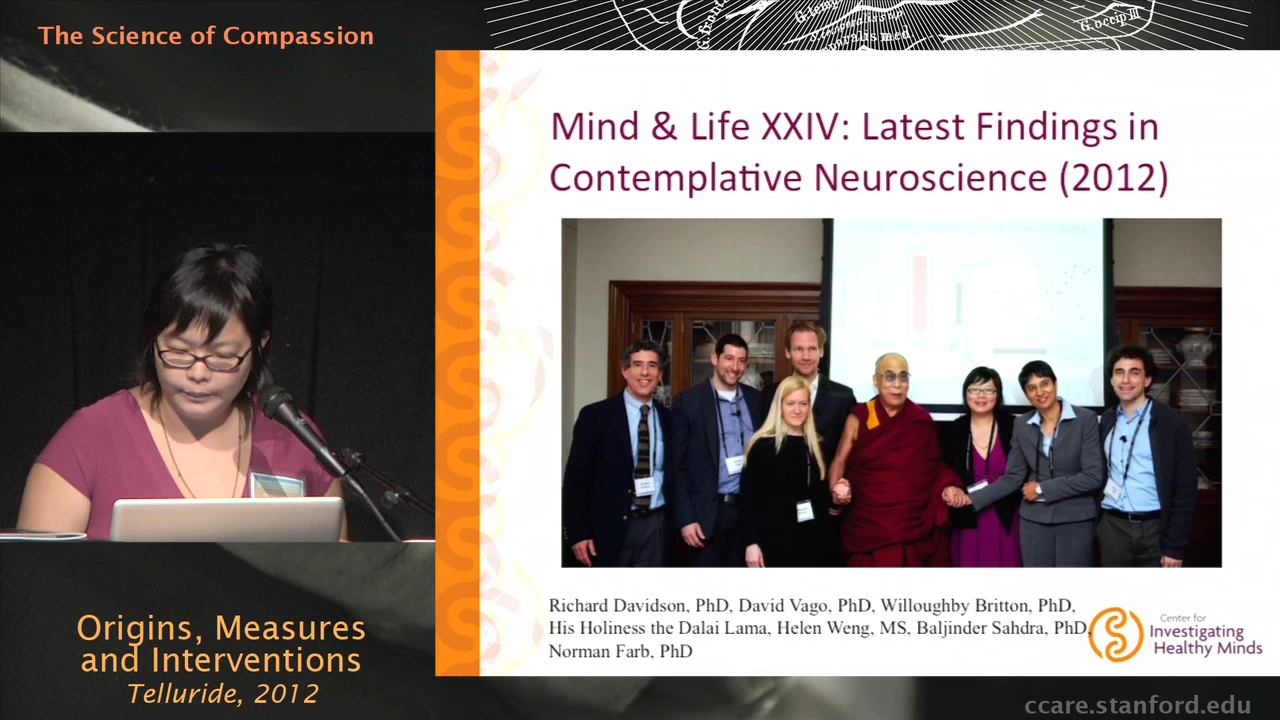 The Science of Compassion
G.occip III
Mind & Life XXIV: Latest Findings in
Contemplative Neuroscience (2012)
Richard Davidson, PhD, David Vago, PhD, Willoughby Britton, PhD,
His Holiness the Dalai Lama, Helen Weng, MS, Baljinder Sahdra, PhD,
Norman Farb, PhD
Center for
Investigating
Healthy Minds
Origins, Measures
and Interventions
Telluride, 2012
ccare.stanford.edu